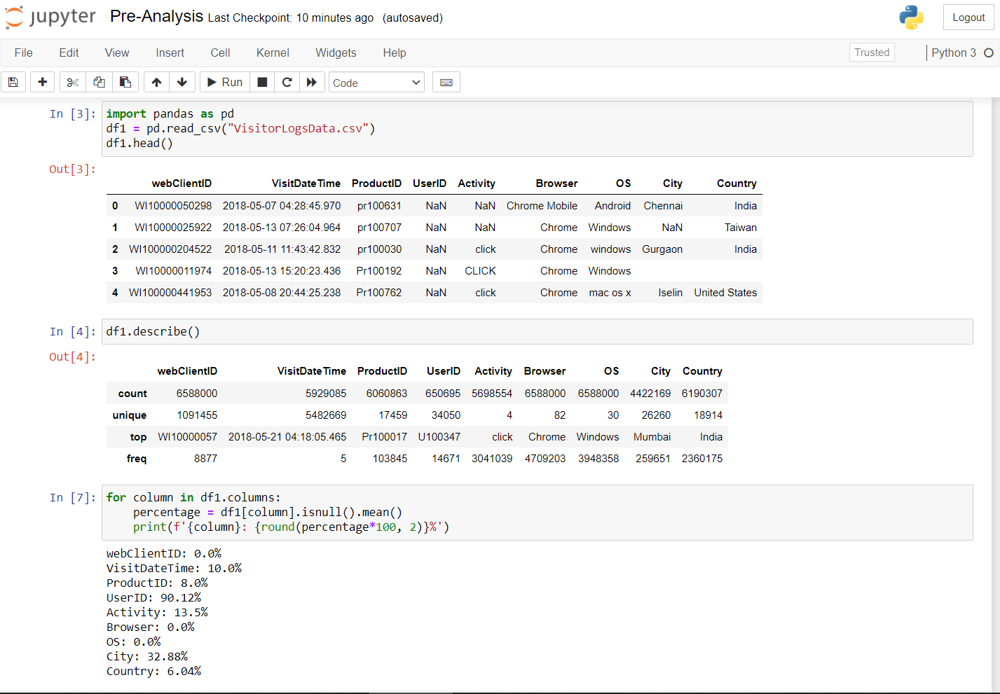 jupyter Pre-Analysis Last Checkpoint: 10 minutes ago (autosaved) Logout
File Edit View Insert Cell Kernel Widgets Help Trusted Python 3
Run Code
In [3]: import pandas as pd
df1 = pd.read_csv("VisitorLogsData.csv")
df1.head()
Out[3]:
webClientID VisitDateTime ProductID UserID Activity Browser OS City Country
0 WI10000050298 2018-05-07 04:28:45.970 pr100631 NaN NaN Chrome Mobile Android Chennai India
1 WI10000025922 2018-05-13 07:26:04.964 pr100707 NaN NaN Chrome Windows NaN Taiwan
2 WI100000204522 2018-05-11 11:43:42.832 pr100030 NaN click Chrome windows Gurgaon India
3 WI10000011974 2018-05-13 15:20:23.436 Pr100192 NaN CLICK Chrome Windows
4 WI100000441953 2018-05-08 20:44:25.238 Pr100762 NaN click Chrome mac os x Iselin United States
In [4]: df1.describe()
Out[4]:
webClientID VisitDateTime ProductID UserID Activity Browser OS City Country
count 6588000 5929085 6060863 650695 5698554 6588000 6588000 4422169 6190307
unique 1091455 5482669 17459 34050 4 82 30 26260 18914
top WI10000057 2018-05-21 04:18:05.465 Pr100017 U100347 click Chrome Windows Mumbai India
freq 8877 5 103845 14671 3041039 4709203 3948358 259651 2360175
In [7]: for column in df1.columns:
    percentage = df1[column].isnull().mean()
    print(f'{column}: {round(percentage*100, 2)}%')
webClientID: 0.0%
VisitDateTime: 10.0%
ProductID: 8.0%
UserID: 90.12%
Activity: 13.5%
Browser: 0.0%
OS: 0.0%
City: 32.88%
Country: 6.04%